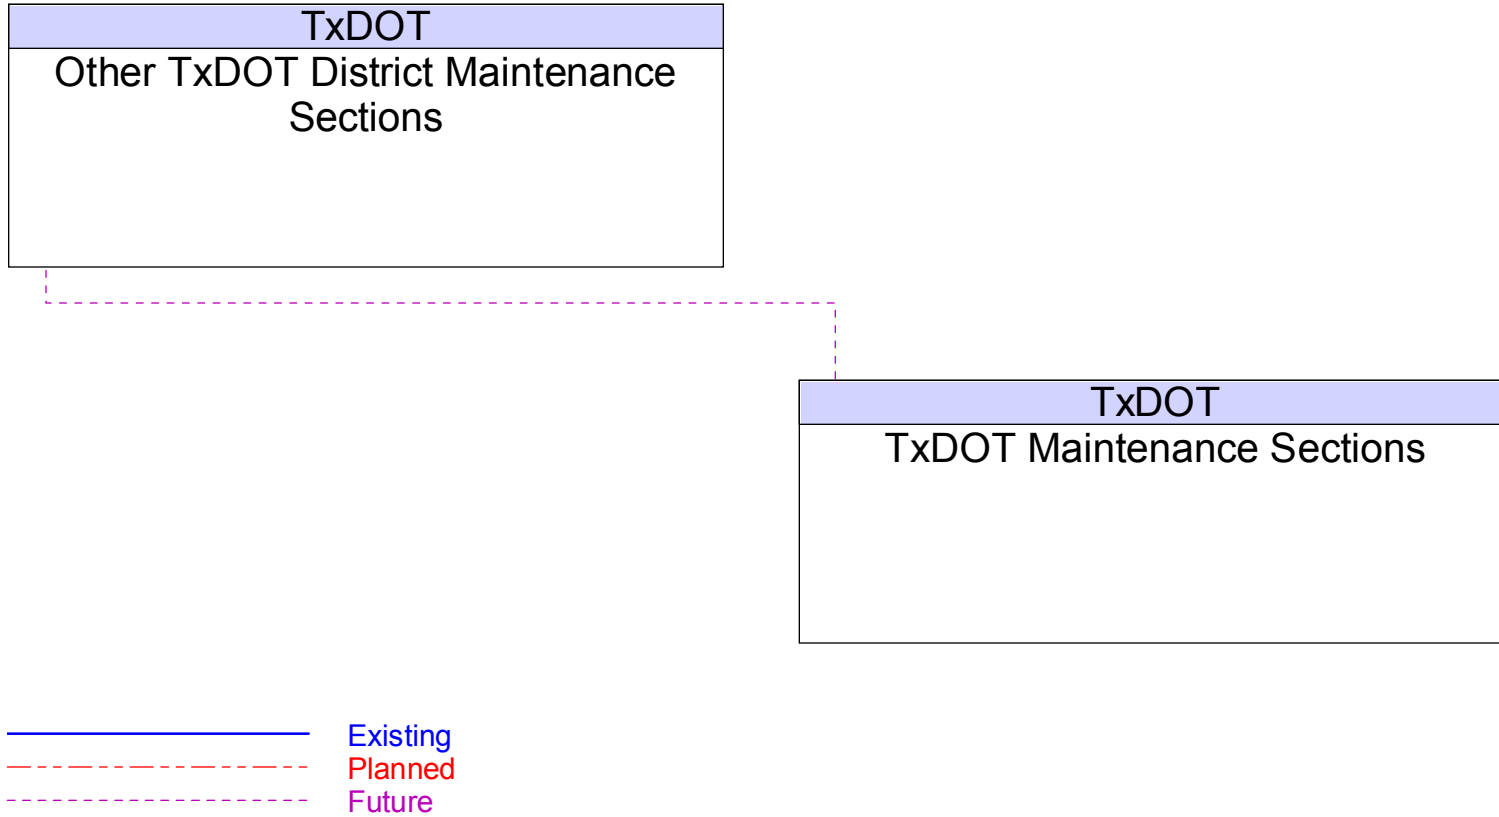 TxDOT
Other TxDOT District Maintenance
Sections
TxDOT
TxDOT Maintenance Sections
Existing
Planned
Future